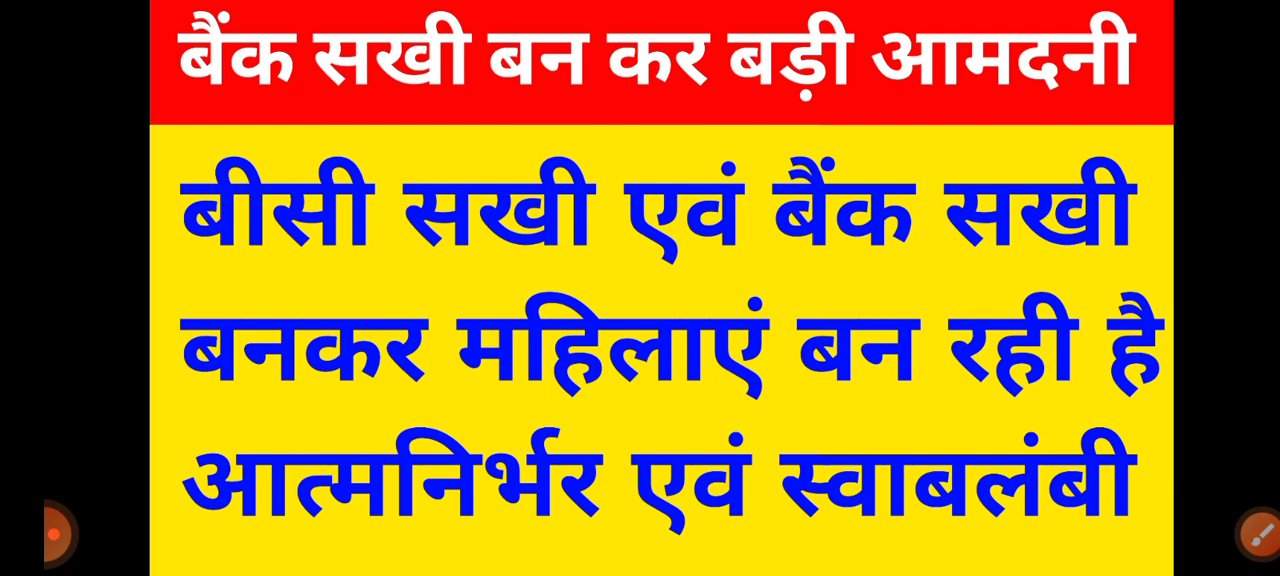 बैंक सखी बन कर बड़ी आमदनी
बीसी सखी एवं बैंक सखी
बनकर महिलाएं बन रही है
आत्मनिर्भर एवं स्वाबलंबी